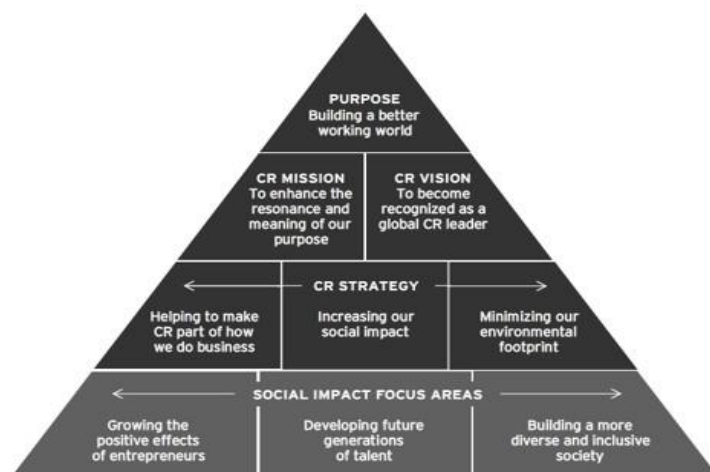 PURPOSE
Building a better
working world
CR MISSION
To enhance the
resonance and
meaning of our
purpose
CR VISION
To become
recognized as a
global CR leader
CR STRATEGY
Helping to make
CR part of how
we do business
Increasing our
social impact
Minimizing our
environmental
footprint
SOCIAL IMPACT FOCUS AREAS
Growing the
positive effects
of entrepreneurs
Developing future
generations
of talent
Building a more
diverse and inclusive
society